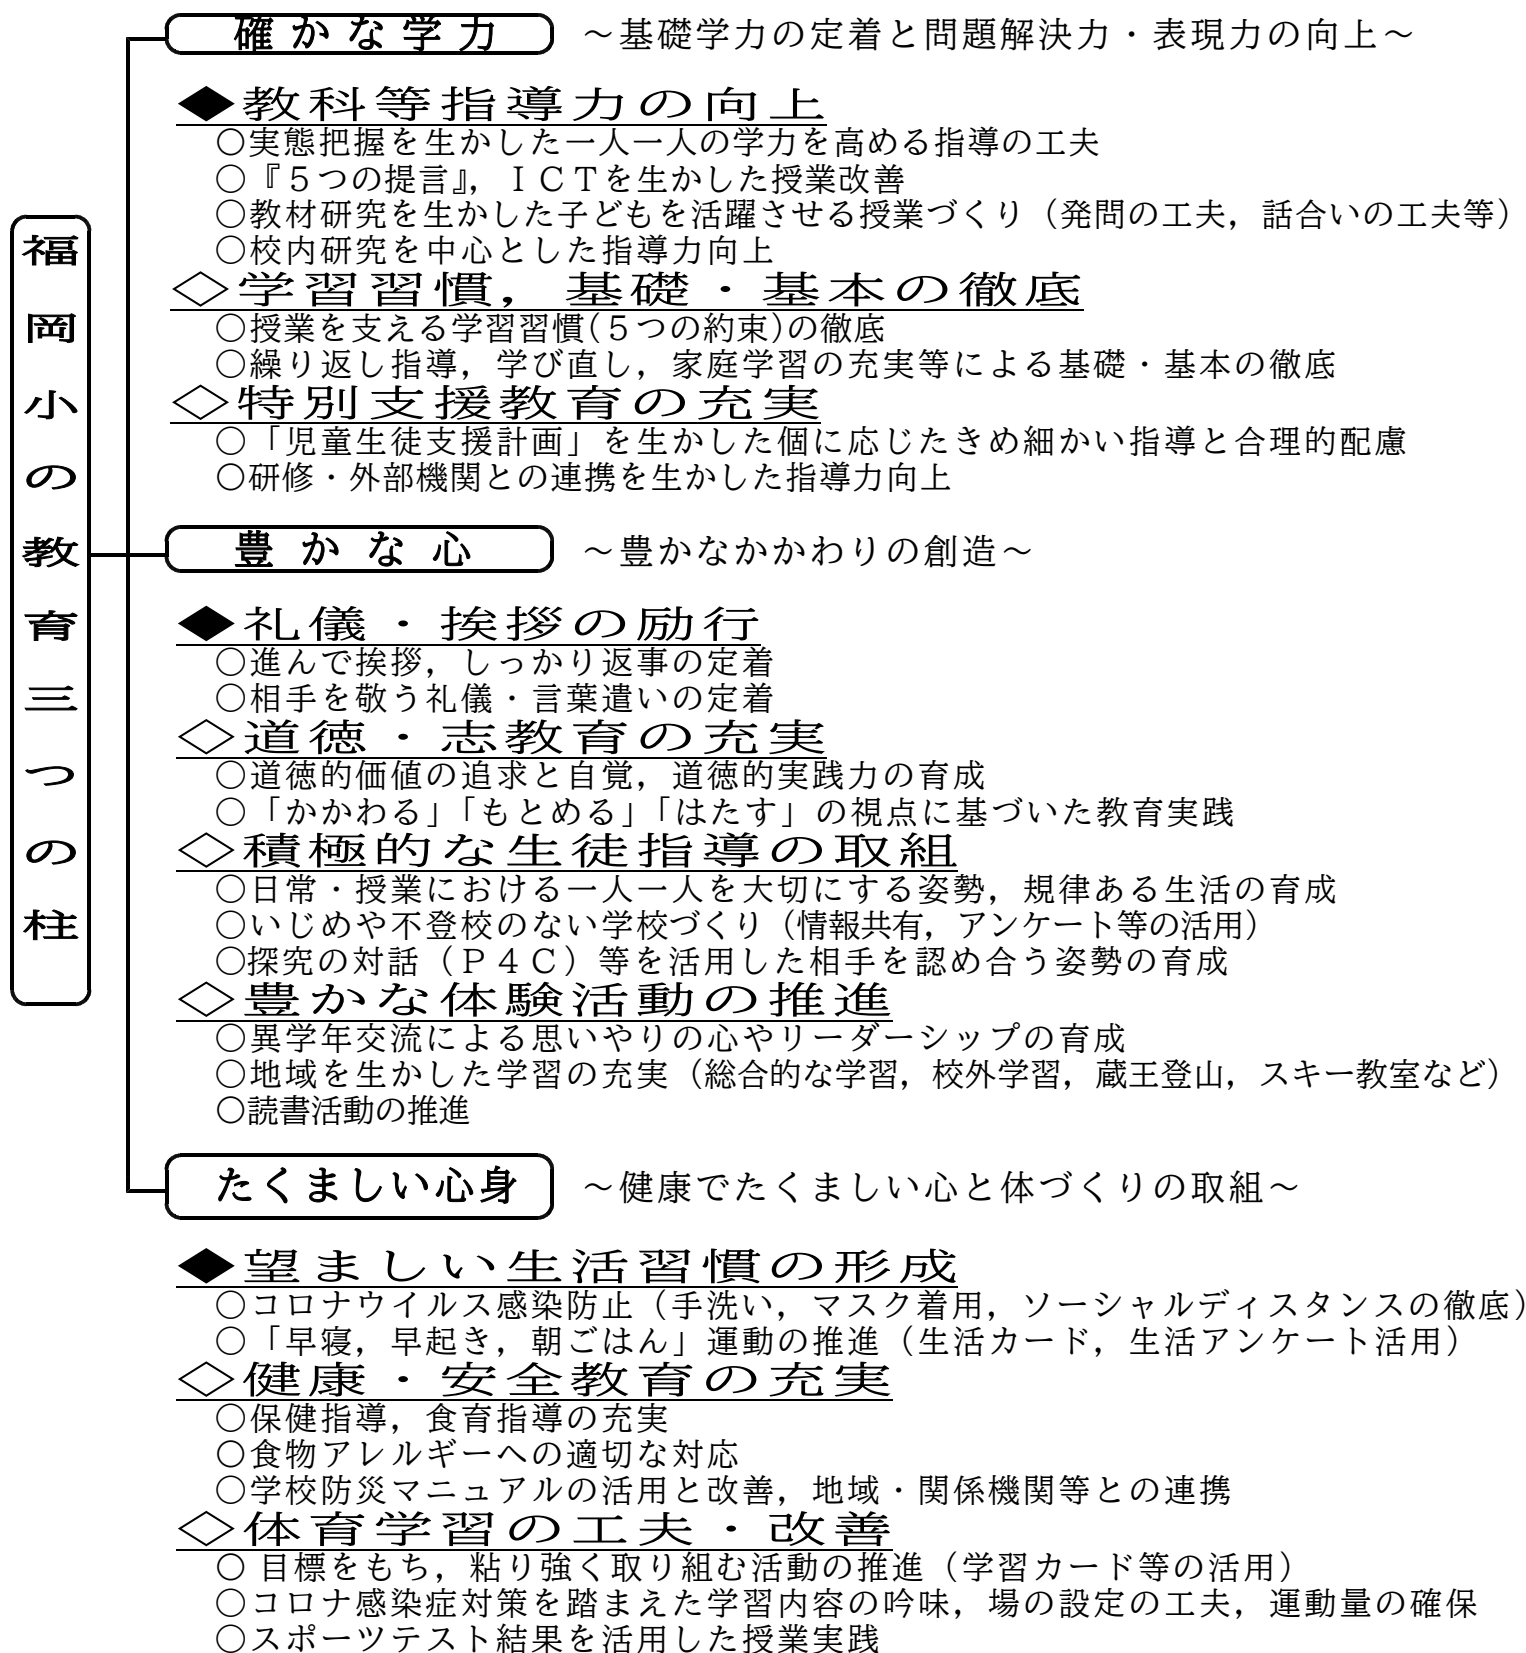 福岡小の教育三つの柱
確かな学力 ～基礎学力の定着と問題解決力・表現力の向上～
◆教科等指導力の向上
○実態把握を生かした一人一人の学力を高める指導の工夫
○『５つの提言』，ＩＣＴを生かした授業改善
○教材研究を生かした子どもを活躍させる授業づくり（発問の工夫，話合いの工夫等）
○校内研究を中心とした指導力向上
◇学習習慣，基礎・基本の徹底
○授業を支える学習習慣(５つの約束)の徹底
○繰り返し指導，学び直し，家庭学習の充実等による基礎・基本の徹底
◇特別支援教育の充実
○「児童生徒支援計画」を生かした個に応じたきめ細かい指導と合理的配慮
○研修・外部機関との連携を生かした指導力向上
豊かな心 ～豊かなかかわりの創造～
◆礼儀・挨拶の励行
○進んで挨拶，しっかり返事の定着
○相手を敬う礼儀・言葉遣いの定着
◇道徳・志教育の充実
○道徳的価値の追求と自覚，道徳的実践力の育成
○「かかわる」「もとめる」「はたす」の視点に基づいた教育実践
◇積極的な生徒指導の取組
○日常・授業における一人一人を大切にする姿勢，規律ある生活の育成
○いじめや不登校のない学校づくり（情報共有，アンケート等の活用）
○探究の対話（Ｐ４Ｃ）等を活用した相手を認め合う姿勢の育成
◇豊かな体験活動の推進
○異学年交流による思いやりの心やリーダーシップの育成
○地域を生かした学習の充実（総合的な学習，校外学習，蔵王登山，スキー教室など）
○読書活動の推進
たくましい心身 ～健康でたくましい心と体づくりの取組～
◆望ましい生活習慣の形成
○コロナウイルス感染防止（手洗い，マスク着用，ソーシャルディスタンスの徹底）
○「早寝，早起き，朝ごはん」運動の推進（生活カード，生活アンケート活用）
◇健康・安全教育の充実
○保健指導，食育指導の充実
○食物アレルギーへの適切な対応
○学校防災マニュアルの活用と改善，地域・関係機関等との連携
◇体育学習の工夫・改善
○ 目標をもち，粘り強く取り組む活動の推進（学習カード等の活用）
○コロナ感染症対策を踏まえた学習内容の吟味，場の設定の工夫，運動量の確保
○スポーツテスト結果を活用した授業実践